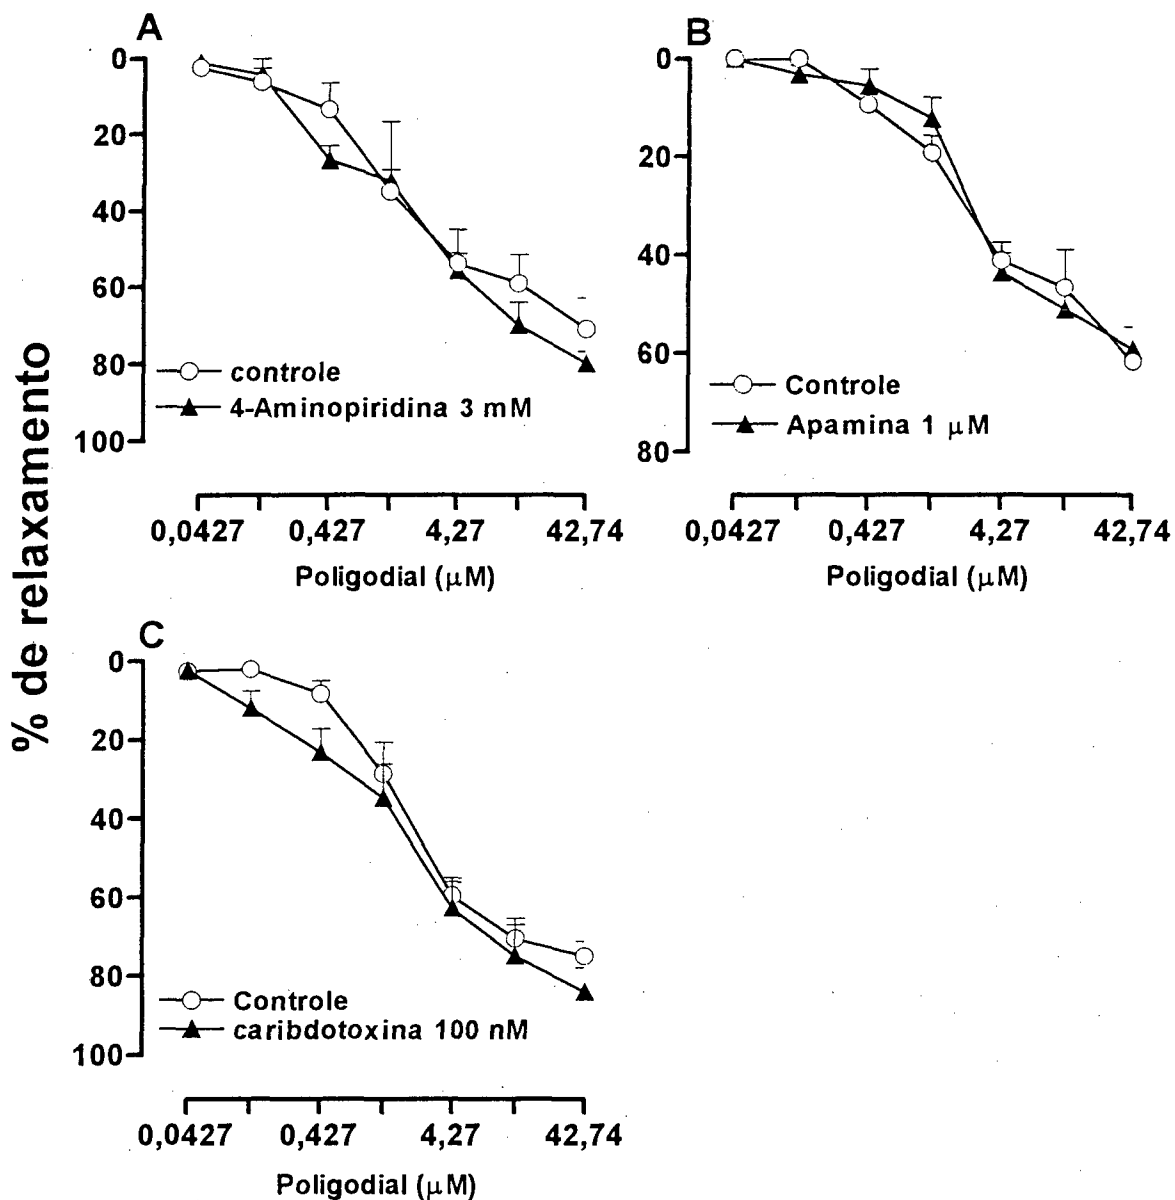 % de relaxamento
A
0
20
40
60
80
100
controle
4-Aminopiridina 3 mM
0,0427 0,427 4,27 42,74
Poligodial (μM)
B
0
20
40
60
80
Controle
Apamina 1 μM
0,0427 0,427 4,27 42,74
Poligodial (μM)
C
0
20
40
60
80
100
Controle
caribdotoxina 100 nM
0,0427 0,427 4,27 42,74
Poligodial (μM)